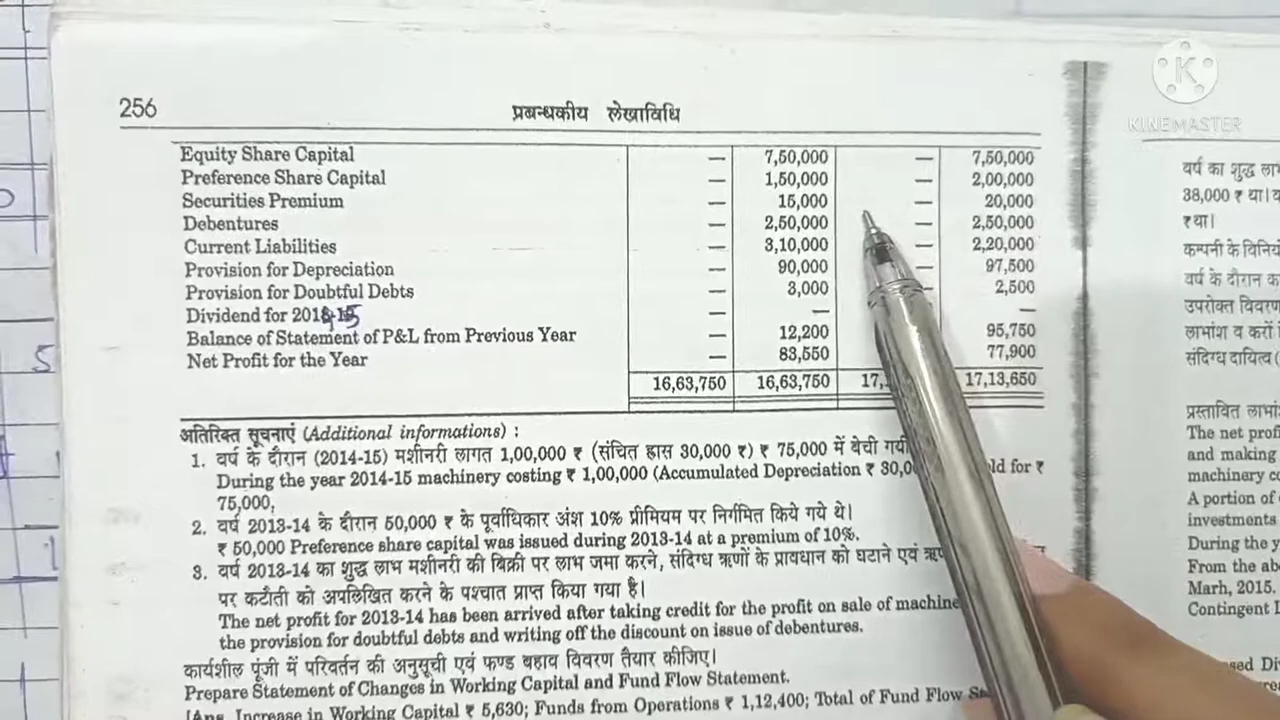 K
KINEMASTER
256 प्रबन्धकीय लेखाविधि
Equity Share Capital — 7,50,000 — 7,50,000
Preference Share Capital — 1,50,000 — 2,00,000
Securities Premium — 15,000 — 20,000
Debentures — 2,50,000 — 2,50,000
Current Liabilities — 3,10,000 — 2,20,000
Provision for Depreciation — 90,000 97,500
Provision for Doubtful Debts — 3,000 2,500
Dividend for — — —
Balance of Statement of P&L from Previous Year — 12,200 95,750
Net Profit for the Year — 83,550 77,900
16,63,750 16,63,750 17,13,650
अतिरिक्त सूचनाएं (Additional informations) :
1. वर्ष के दौरान (2014-15) मशीनरी लागत 1,00,000 ₹ (संचित ह्रास 30,000 ₹) ₹ 75,000 में बेची गयी
During the year 2014-15 machinery costing ₹ 1,00,000 (Accumulated Depreciation ₹ for ₹
75,000,
2. वर्ष 2013-14 के दौरान 50,000 ₹ के पूर्वाधिकार अंश 10% प्रीमियम पर निर्गमित किये गये थे।
₹ 50,000 Preference share capital was issued during 2013-14 at a premium of 10%.
3. वर्ष 2013-14 का शुद्ध लाभ मशीनरी की बिक्री पर लाभ जमा करने, संदिग्ध ऋणों के प्रावधान को घटाने एवं
पर कटौती को अपलिखित करने के पश्चात प्राप्त किया गया है।
The net profit for 2013-14 has been arrived after taking credit for the profit on sale of
the provision for doubtful debts and writing off the discount on issue of debentures.
कार्यशील पूंजी में परिवर्तन की अनुसूची एवं फण्ड बहाव विवरण तैयार कीजिए।
Prepare Statement of Changes in Working Capital and Fund Flow Statement.
[Ans. Increase in Working Capital ₹ 5,630; Funds from Operations ₹ 1,12,400; Total of Fund Flow
वर्ष का शुद्ध
38,000 ₹ था।
₹ था।
कम्पनी के
वर्ष के दौरान
उपरोक्त विवरण
लाभांश व करों
संदिग्ध दायित्व
प्रस्तावित
The net
and making
machinery
A portion of
investments
During the
From the
Marh, 2015.
Contingent